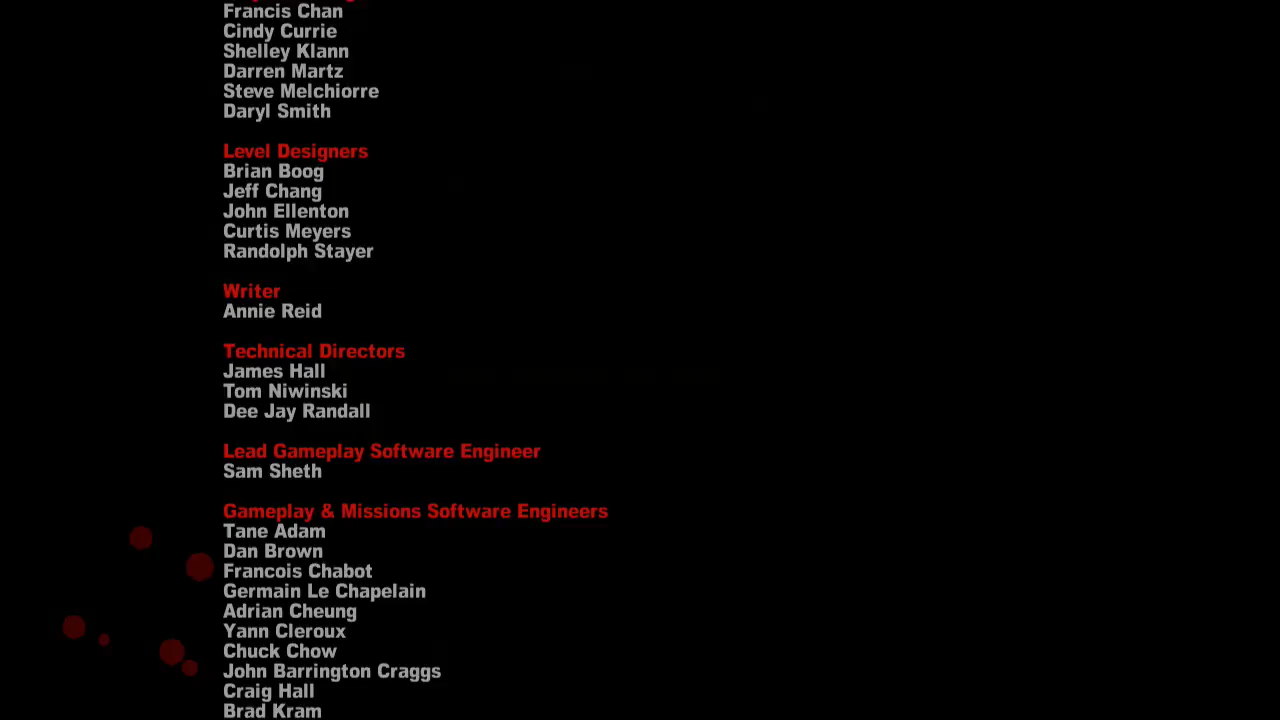 Francis Chan
Cindy Currie
Shelley Klann
Darren Martz
Steve Melchiorre
Daryl Smith
Level Designers
Brian Boog
Jeff Chang
John Ellenton
Curtis Meyers
Randolph Stayer
Writer
Annie Reid
Technical Directors
James Hall
Tom Niwinski
Dee Jay Randall
Lead Gameplay Software Engineer
Sam Sheth
Gameplay & Missions Software Engineers
Tane Adam
Dan Brown
Francois Chabot
Germain Le Chapelain
Adrian Cheung
Yann Cleroux
Chuck Chow
John Barrington Craggs
Craig Hall
Brad Kram